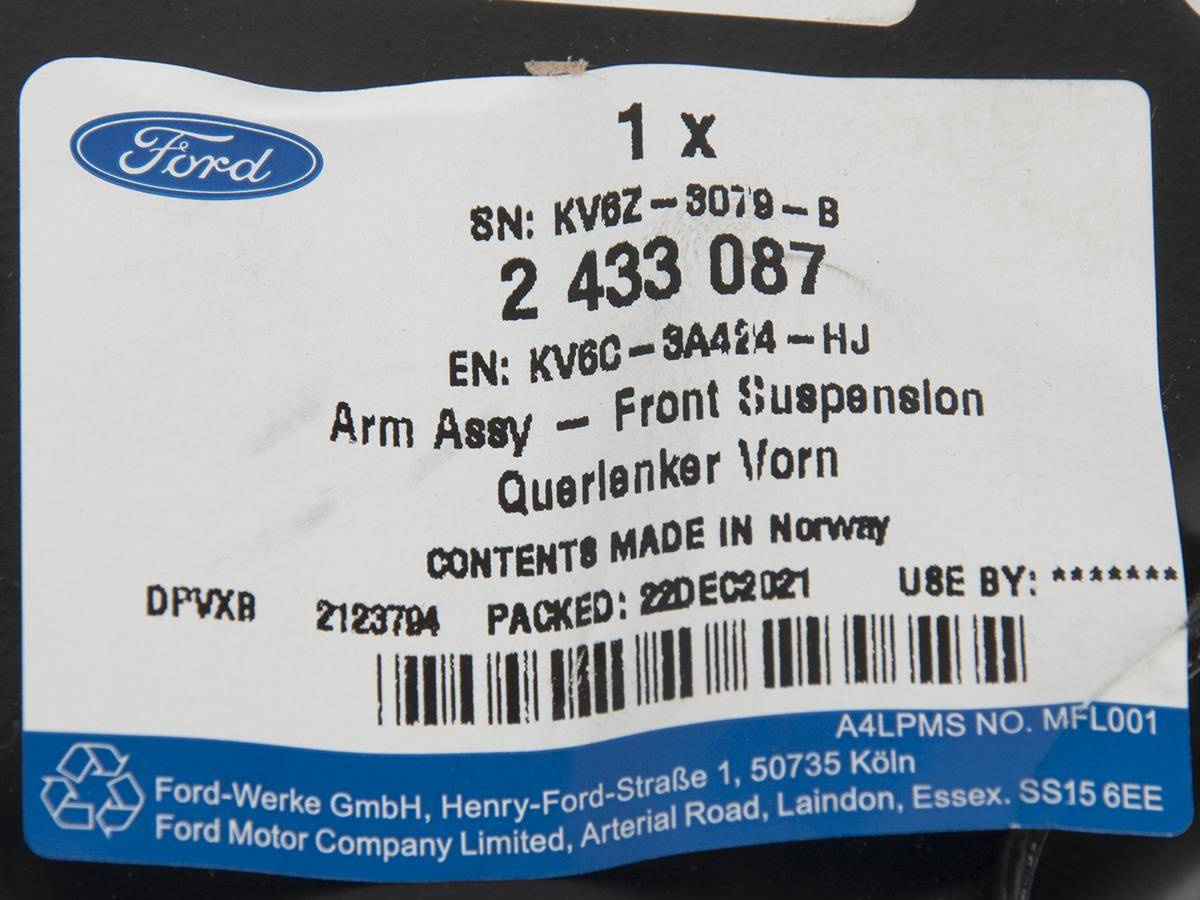 Ford
1 x
SN: KV6Z-3079-B
2 433 087
EN: KV6C-3A424-HJ
Arm Assy - Front Suspension
Querlenker Vorn
CONTENTS MADE IN Norway
DPVXB 2123794 PACKED: 22DEC2021 USE BY: *******
A4LPMS NO. MFL001
Ford-Werke GmbH, Henry-Ford-Straße 1, 50735 Köln
Ford Motor Company Limited, Arterial Road, Laindon, Essex. SS15 6EE